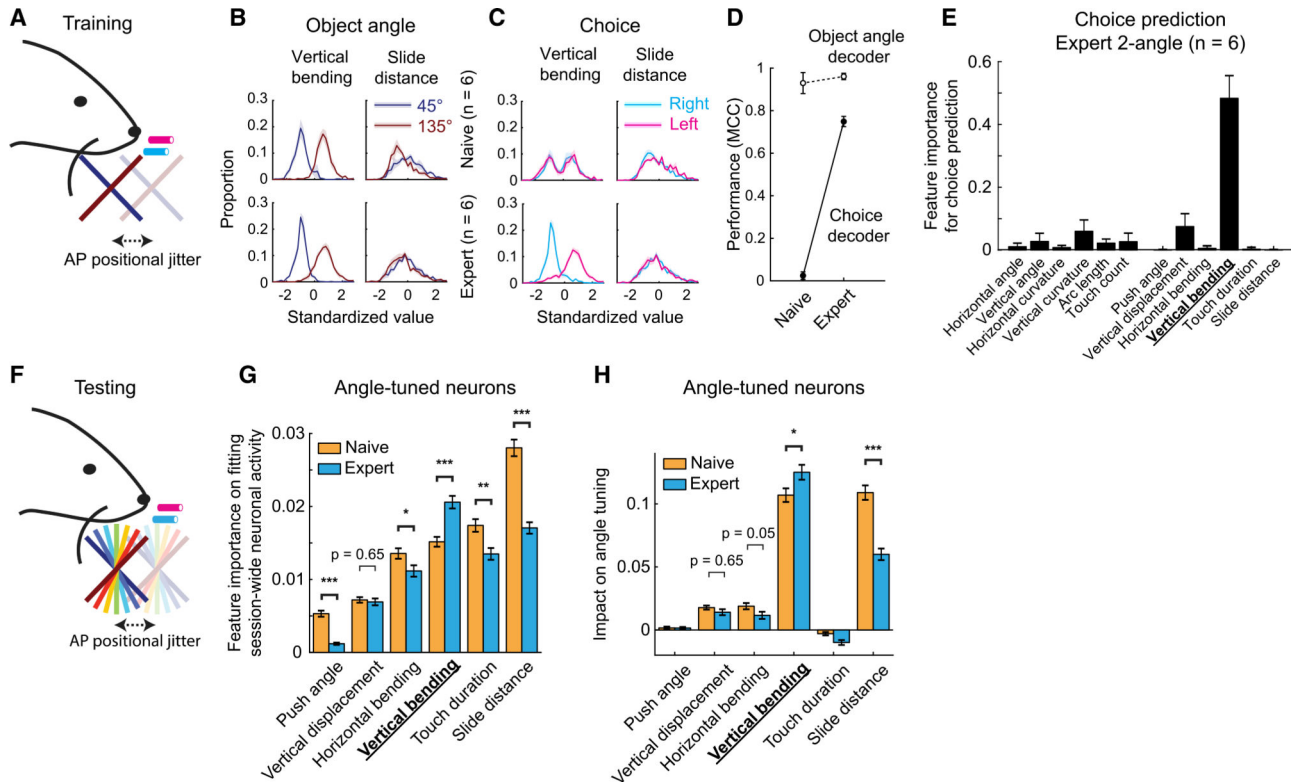 A
Training
AP positional jitter
B
Object angle
Vertical
bending
Slide
distance
0.3
0.2
0.1
0
45°
135°
Proportion
0.3
0.2
0.1
0
-2
0
2
-2
0
2
Standardized value
C
Choice
Vertical
bending
Slide
distance
Naive (n = 6)
0.3
0.2
0.1
0
Right
Left
Expert (n = 6)
0.3
0.2
0.1
0
-2
0
2
-2
0
2
Standardized value
D
Object angle
decoder
1
0.8
0.6
0.4
0.2
0
Performance (MCC)
Choice
decoder
Naive
Expert
E
Choice prediction
Expert 2-angle (n = 6)
Feature importance
for choice prediction
0.6
0.4
0.2
0
Horizontal angle
Vertical angle
Horizontal curvature
Vertical curvature
Arc length
Touch count
Push angle
Vertical displacement
Horizontal bending
Vertical bending
Touch duration
Slide distance
F
Testing
AP positional jitter
G
Angle-tuned neurons
Feature importance on fitting
session-wide neuronal activity
0.03
0.02
0.01
0
Naive
Expert
***
p = 0.65
*
***
**
***
Push angle
Vertical displacement
Horizontal bending
Vertical bending
Touch duration
Slide distance
H
Angle-tuned neurons
Impact on angle tuning
0.1
0.05
0
Naive
Expert
p = 0.65
p = 0.05
*
***
Push angle
Vertical displacement
Horizontal bending
Vertical bending
Touch duration
Slide distance